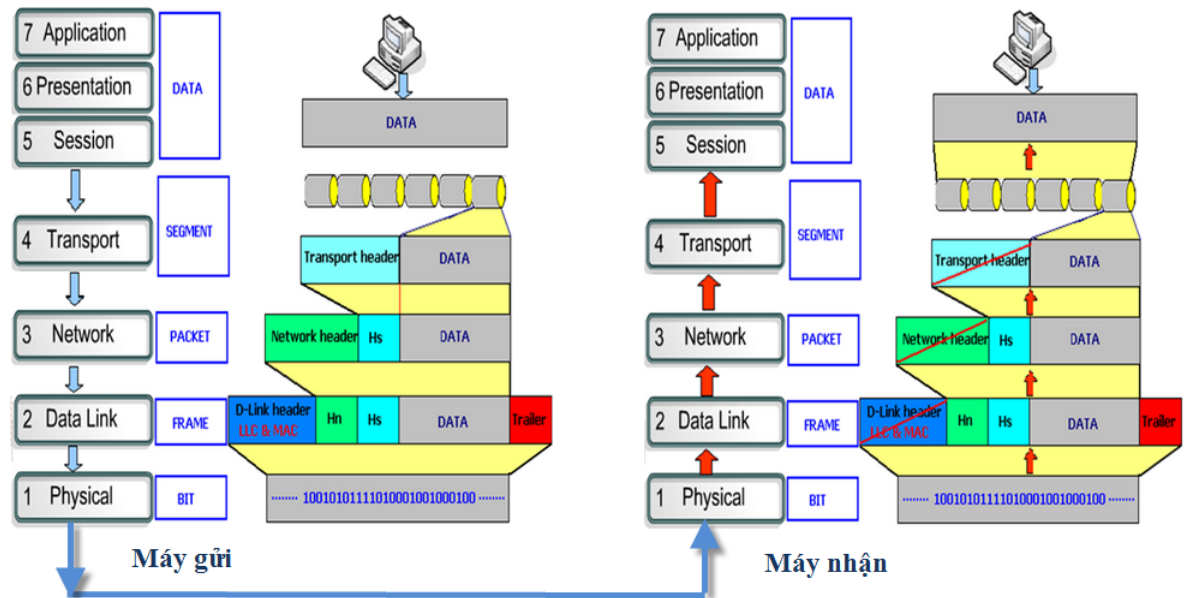 7 Application
6 Presentation
5 Session
DATA
4 Transport
SEGMENT
3 Network
PACKET
2 Data Link
FRAME
1 Physical
BIT
DATA
Transport header DATA
Network header Hs DATA
D-Link header
LLC & MAC
Hn Hs DATA Trailer
........ 1001010111101000100100010 0 ........
Máy gửi
7 Application
6 Presentation
5 Session
DATA
4 Transport
SEGMENT
3 Network
PACKET
2 Data Link
FRAME
1 Physical
BIT
DATA
Transport header DATA
Network header Hs DATA
D-Link header
LLC & MAC
Hn Hs DATA Trailer
........ 1001010111101000100100010 0 ........
Máy nhận